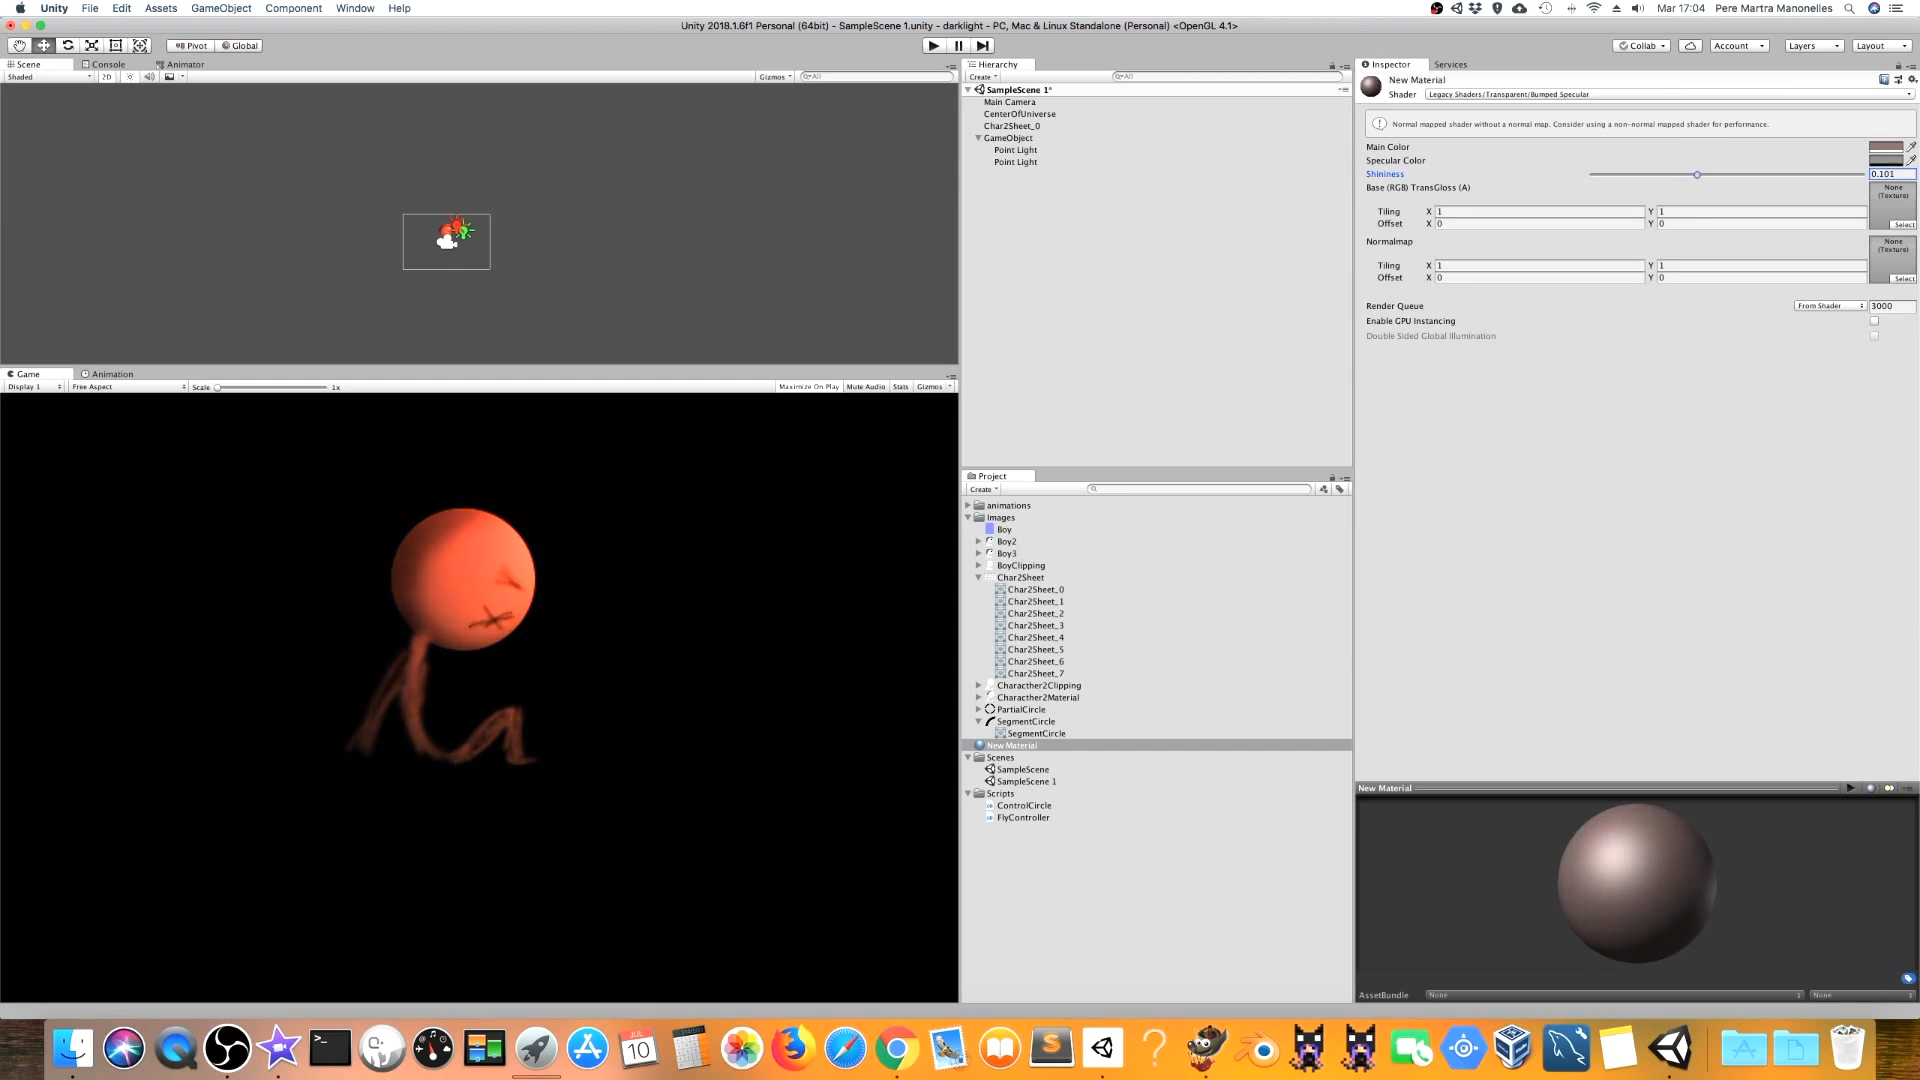 Unity File Edit Assets GameObject Component Window Help
Mar 17:04 Pere Martra Manonelles
Unity 2018.1.6f1 Personal (64bit) - SampleScene 1.unity - darklight - PC, Mac & Linux Standalone (Personal) <OpenGL 4.1>
Pivot Global
Collab Account Layers Layout
Scene Console Animator
Shaded 2D Gizmos All
Game Animation
Display 1 Free Aspect Scale 1x Maximize On Play Mute Audio Stats Gizmos
Hierarchy
Create All
SampleScene 1*
Main Camera
CenterOfUniverse
Char2Sheet_0
GameObject
Point Light
Point Light
Project
Create
animations
Images
Boy
Boy2
Boy3
BoyClipping
Char2Sheet
Char2Sheet_0
Char2Sheet_1
Char2Sheet_2
Char2Sheet_3
Char2Sheet_4
Char2Sheet_5
Char2Sheet_6
Char2Sheet_7
Characther2Clipping
Characther2Material
PartialCircle
SegmentCircle
SegmentCircle
New Material
Scenes
SampleScene
SampleScene 1
Scripts
ControlCircle
FlyController
Inspector Services
New Material
Shader Legacy Shaders/Transparent/Bumped Specular
Normal mapped shader without a normal map. Consider using a non-normal mapped shader for performance.
Main Color
Specular Color
Shininess 0.101
Base (RGB) TransGloss (A) None
(Texture)
Tiling X 1 Y 1
Offset X 0 Y 0 Select
Normalmap None
(Texture)
Tiling X 1 Y 1
Offset X 0 Y 0 Select
Render Queue From Shader 3000
Enable GPU Instancing
Double Sided Global Illumination
New Material
AssetBundle None None
JUL
10